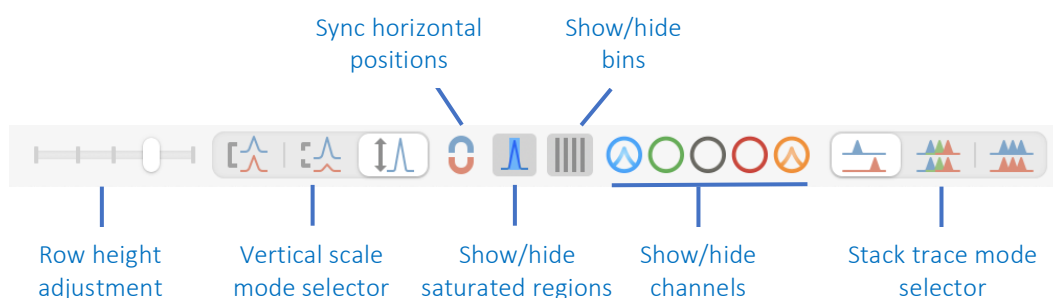 Sync horizontal
positions
Show/hide
bins
Row height
adjustment
Vertical scale
mode selector
Show/hide
saturated regions
Show/hide
channels
Stack trace mode
selector